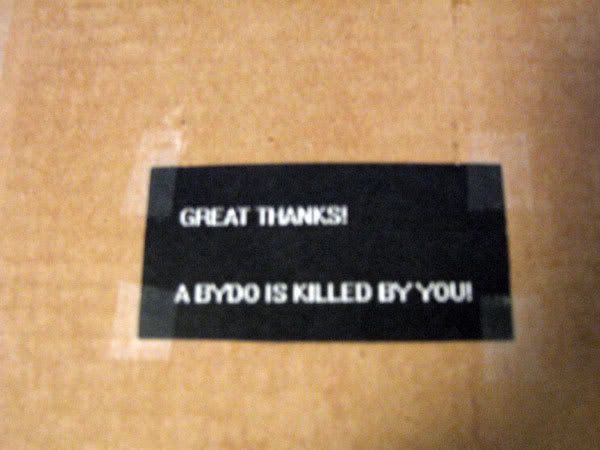 GREAT THANKS!
A BYDO IS KILLED BY YOU!